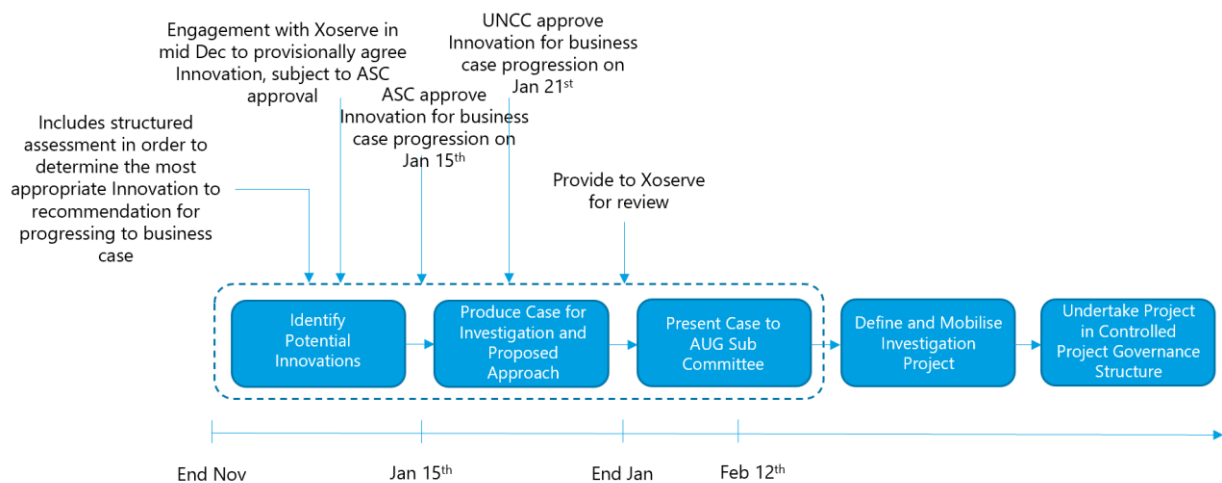 Engagement with Xoserve in
mid Dec to provisionally agree
Innovation, subject to ASC
approval
UNCC approve
Innovation for business
case progression on
Jan 21st
ASC approve
Innovation for business
case progression on
Jan 15th
Includes structured
assessment in order to
determine the most
appropriate Innovation to
recommendation for
progressing to business
case
Provide to Xoserve
for review
Identify
Potential
Innovations
Produce Case for
Investigation and
Proposed
Approach
Present Case to
AUG Sub
Committee
Define and Mobilise
Investigation
Project
Undertake Project
in Controlled
Project Governance
Structure
End Nov
Jan 15th
End Jan
Feb 12th